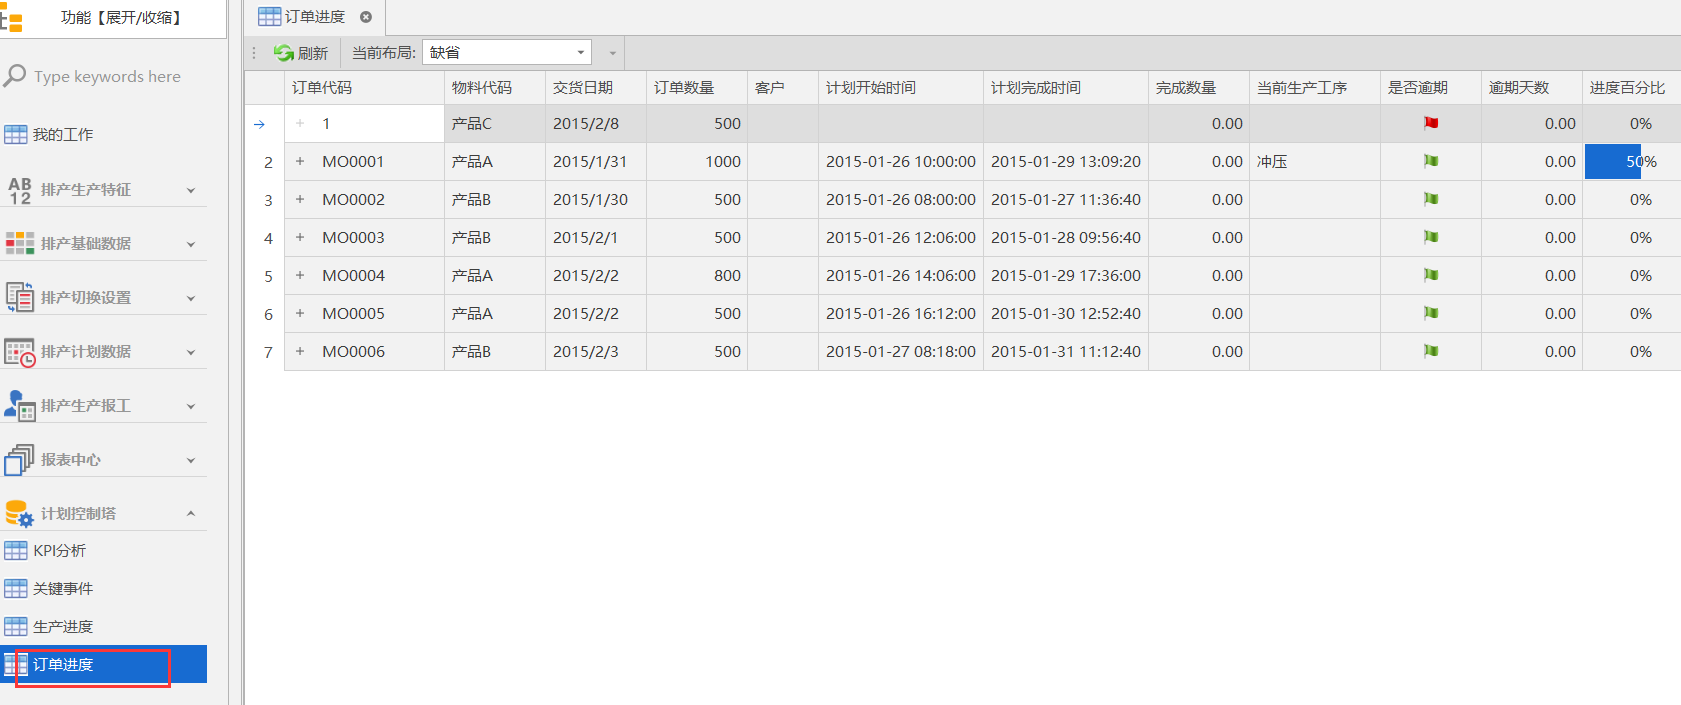 功能【展开/收缩】
Type keywords here
我的工作
AB
12
排产生产特征
排产基础数据
排产切换设置
排产计划数据
排产生产报工
报表中心
计划控制塔
KPI分析
关键事件
生产进度
订单进度
订单进度
刷新 当前布局: 缺省
订单代码 物料代码 交货日期 订单数量 客户 计划开始时间 计划完成时间 完成数量 当前生产工序 是否逾期 逾期天数 进度百分比
→ + 1 产品C 2015/2/8 500 0.00 0.00 0%
2 + MO0001 产品A 2015/1/31 1000 2015-01-26 10:00:00 2015-01-29 13:09:20 0.00 冲压 0.00 50%
3 + MO0002 产品B 2015/1/30 500 2015-01-26 08:00:00 2015-01-27 11:36:40 0.00 0.00 0%
4 + MO0003 产品B 2015/2/1 500 2015-01-26 12:06:00 2015-01-28 09:56:40 0.00 0.00 0%
5 + MO0004 产品A 2015/2/2 800 2015-01-26 14:06:00 2015-01-29 17:36:00 0.00 0.00 0%
6 + MO0005 产品A 2015/2/2 500 2015-01-26 16:12:00 2015-01-30 12:52:40 0.00 0.00 0%
7 + MO0006 产品B 2015/2/3 500 2015-01-27 08:18:00 2015-01-31 11:12:40 0.00 0.00 0%